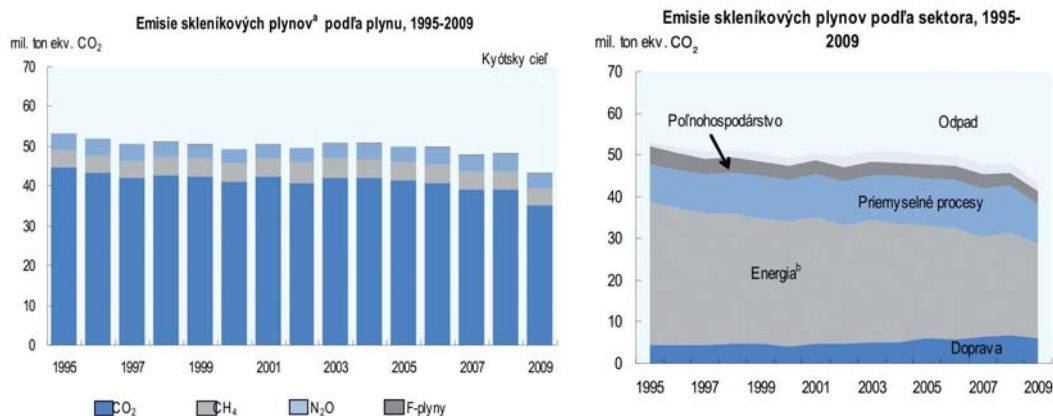 Emisie skleníkových plynovᵃ podľa plynu, 1995-2009
mil. ton ekv. CO₂
Kyótsky cieľ
70
60
50
40
30
20
10
0
1995 1997 1999 2001 2003 2005 2007 2009
CO₂ CH₄ N₂O F-plyny
Emisie skleníkových plynov podľa sektora, 1995-
2009
mil. ton ekv. CO₂
70
60
50
40
30
20
10
0
Poľnohospodárstvo
Odpad
Priemyselné procesy
Energiaᵇ
Doprava
1995 1997 1999 2001 2003 2005 2007 2009